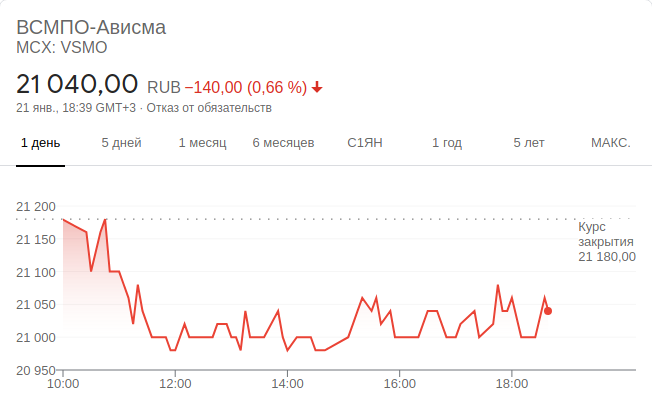 ВСМПО-Ависма
MCX: VSMO
21 040,00 RUB −140,00 (0,66 %)
21 янв., 18:39 GMT+3 · Отказ от обязательств
1 день 5 дней 1 месяц 6 месяцев С1ЯН 1 год 5 лет МАКС.
21 200
21 150
21 100
21 050
21 000
20 950
Курс
закрытия
21 180,00
10:00 12:00 14:00 16:00 18:00